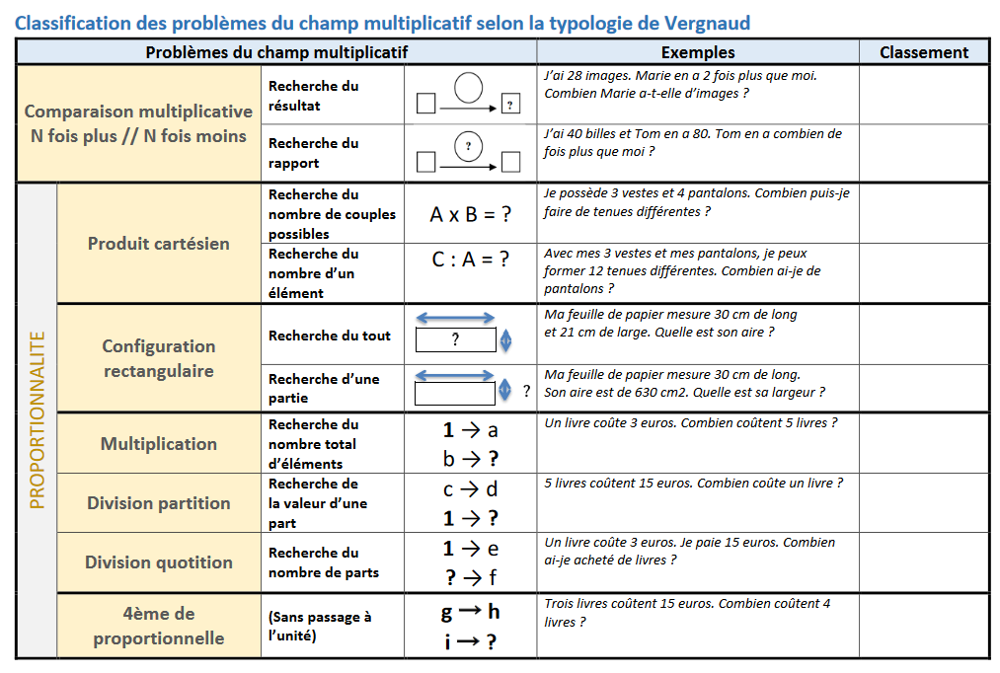 Classification des problèmes du champ multiplicatif selon la typologie de Vergnaud
Problèmes du champ multiplicatif
Exemples
Classement
Comparaison multiplicative
N fois plus // N fois moins
Recherche du
résultat
?
J'ai 28 images. Marie en a 2 fois plus que moi.
Combien Marie a-t-elle d'images ?
Recherche du
rapport
?
J'ai 40 billes et Tom en a 80. Tom en a combien de
fois plus que moi ?
PROPORTIONNALITE
Produit cartésien
Recherche du
nombre de couples
possibles
A x B = ?
Je possède 3 vestes et 4 pantalons. Combien puis-je
faire de tenues différentes ?
Recherche du
nombre d'un
élément
C : A = ?
Avec mes 3 vestes et mes pantalons, je peux
former 12 tenues différentes. Combien ai-je de
pantalons ?
Configuration
rectangulaire
Recherche du tout
?
Ma feuille de papier mesure 30 cm de long
et 21 cm de large. Quelle est son aire ?
Recherche d'une
partie
?
Ma feuille de papier mesure 30 cm de long.
Son aire est de 630 cm2. Quelle est sa largeur ?
Multiplication
Recherche du
nombre total
d'éléments
1 → a
b → ?
Un livre coûte 3 euros. Combien coûtent 5 livres ?
Division partition
Recherche de
la valeur d'une
part
c → d
1 → ?
5 livres coûtent 15 euros. Combien coûte un livre ?
Division quotition
Recherche du
nombre de parts
1 → e
? → f
Un livre coûte 3 euros. Je paie 15 euros. Combien
ai-je acheté de livres ?
4ème de
proportionnelle
(Sans passage à
l'unité)
g → h
i → ?
Trois livres coûtent 15 euros. Combien coûtent 4
livres ?